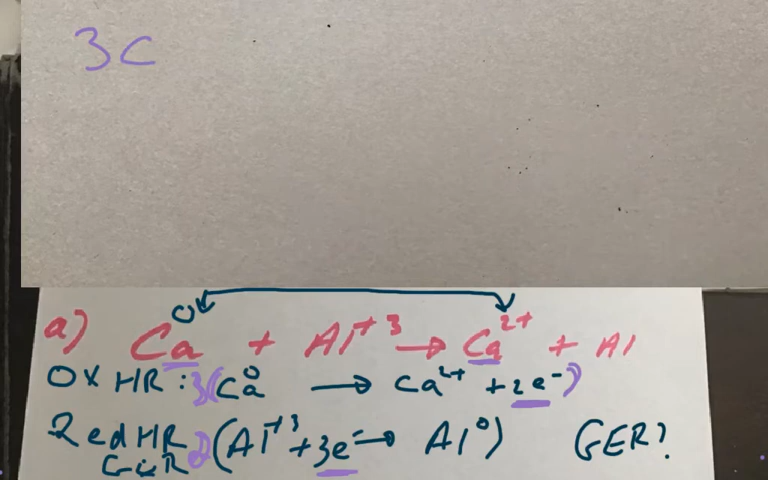 3C
a) Ca⁰ + Al⁺³ → Ca²⁺ + Al
OX HR : 3(Ca⁰ → Ca²⁺ + 2e⁻)
Red HR 2(Al⁺³ + 3e⁻ → Al⁰) GER?